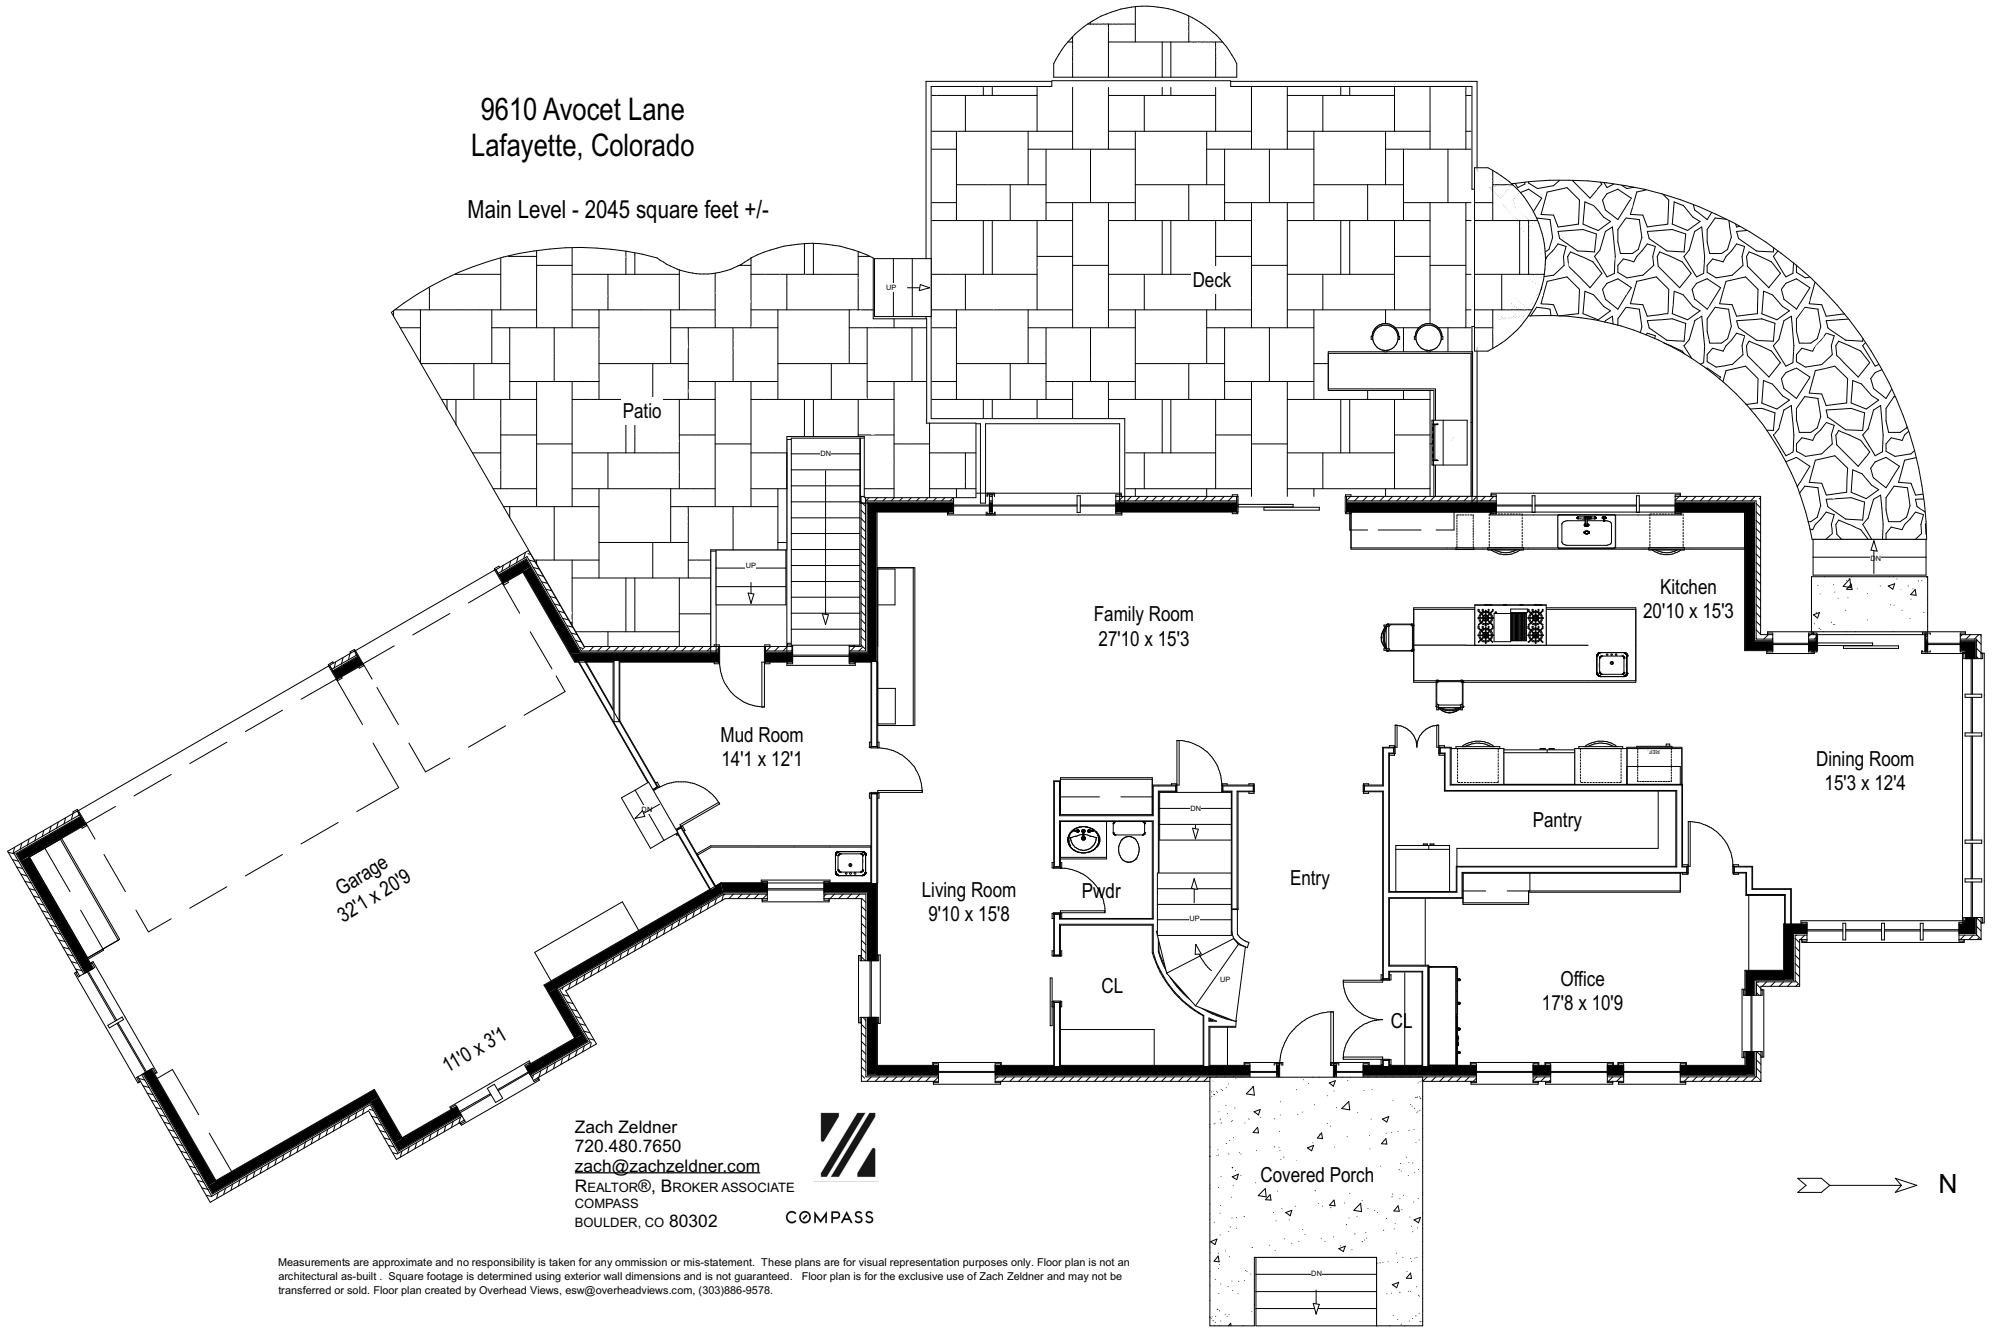 9610 Avocet Lane
Lafayette, Colorado
Main Level - 2045 square feet +/-
UP
Deck
Patio
DN
UP
DN
Kitchen
20'10 x 15'3
Family Room
27'10 x 15'3
Mud Room
14'1 x 12'1
REF
Dining Room
15'3 x 12'4
DN
DN
Pantry
Garage
32'1 x 20'9
Living Room
9'10 x 15'8
Pwdr
Entry
UP
UP
CL
Office
17'8 x 10'9
CL
11'0 x 3'1
Zach Zeldner
720.480.7650
zach@zachzeldner.com
REALTOR®, BROKER ASSOCIATE
COMPASS
BOULDER, CO 80302
COMPASS
Covered Porch
N
DN
Measurements are approximate and no responsibility is taken for any ommission or mis-statement. These plans are for visual representation purposes only. Floor plan is not an
architectural as-built . Square footage is determined using exterior wall dimensions and is not guaranteed. Floor plan is for the exclusive use of Zach Zeldner and may not be
transferred or sold. Floor plan created by Overhead Views, esw@overheadviews.com, (303)886-9578.